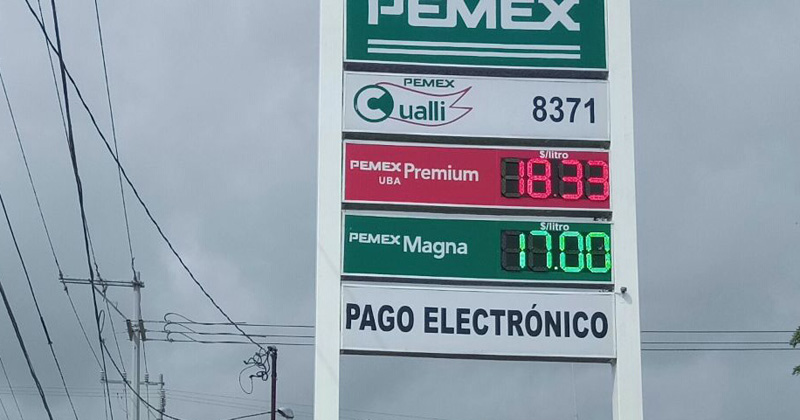 PEMEX
PEMEX
Cualli 8371
$/litro
PEMEX Premium 18.33
UBA
$/litro
PEMEX Magna 17.00
PAGO ELECTRÓNICO